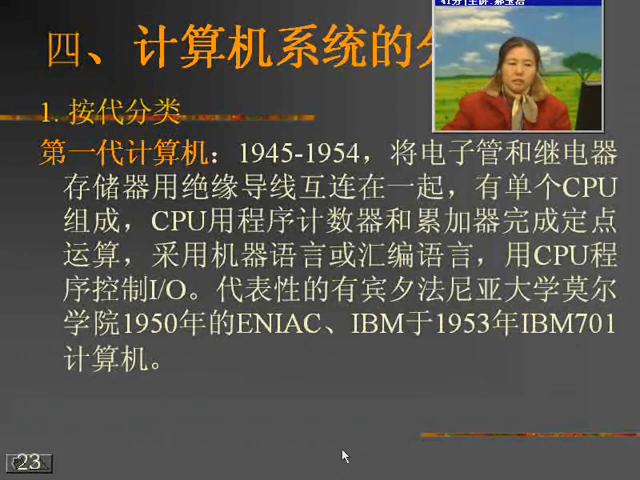 四、计算机系统的分
1. 按代分类
第一代计算机：1945-1954，将电子管和继电器
存储器用绝缘导线互连在一起，有单个CPU
组成，CPU用程序计数器和累加器完成定点
运算，采用机器语言或汇编语言，用CPU程
序控制I/O。代表性的有宾夕法尼亚大学莫尔
学院1950年的ENIAC、IBM于1953年IBM701
计算机。
23